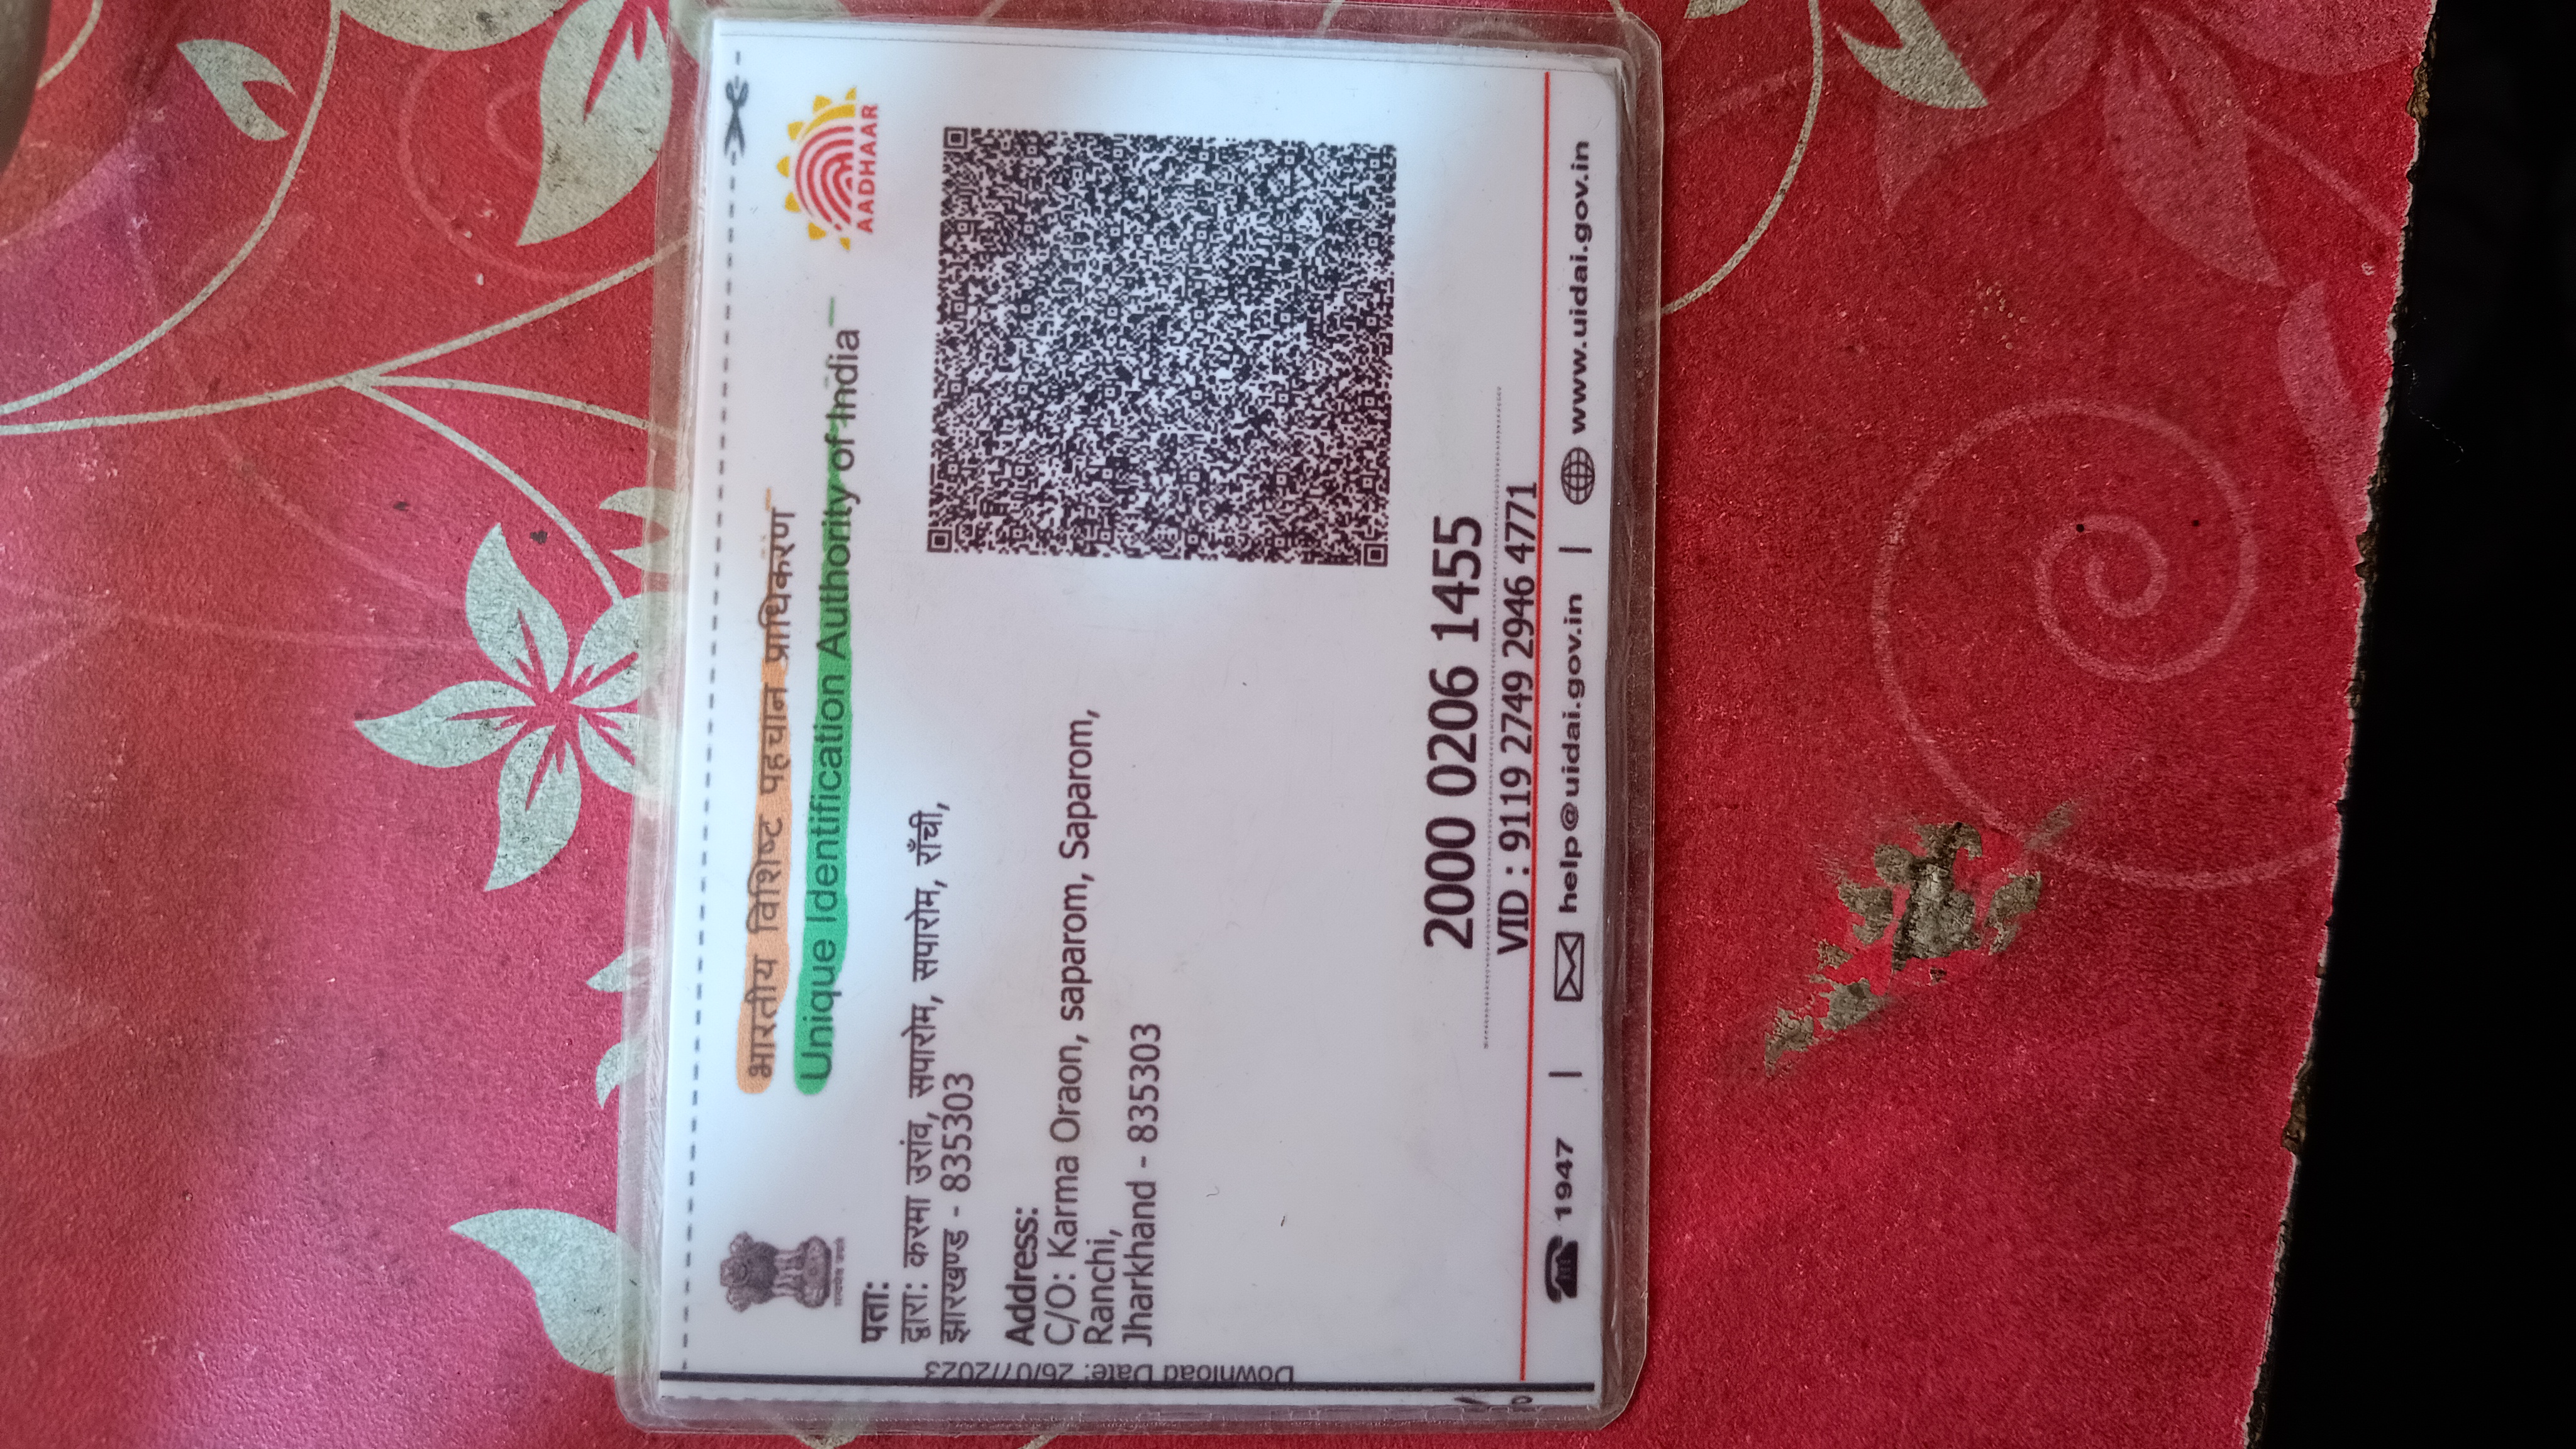 भारतीय विशिष्ट पहचान प्राधिकरण
Unique Identification Authority of India
AADHAAR
पता:
द्वारा: करमा उरांव, सपारोम, सपारोम, राँची,
झारखण्ड - 835303
Address:
C/O: Karma Oraon, saparom, Saparom,
Ranchi,
Jharkhand - 835303
Download Date: 26/07/2023
2000 0206 1455
VID : 9119 2749 2946 4771
1947 | help@uidai.gov.in | www.uidai.gov.in